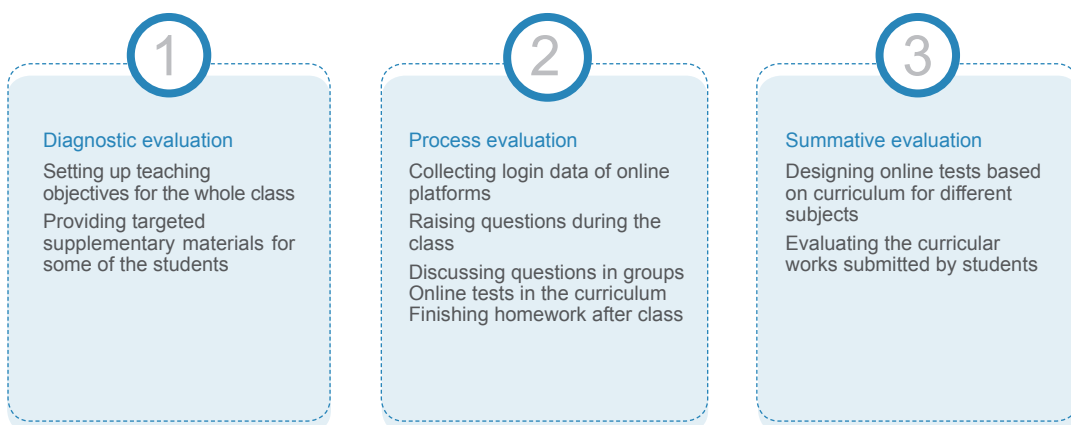 1
Diagnostic evaluation
Setting up teaching
objectives for the whole class
Providing targeted
supplementary materials for
some of the students
2
Process evaluation
Collecting login data of online
platforms
Raising questions during the
class
Discussing questions in groups
Online tests in the curriculum
Finishing homework after class
3
Summative evaluation
Designing online tests based
on curriculum for different
subjects
Evaluating the curricular
works submitted by students